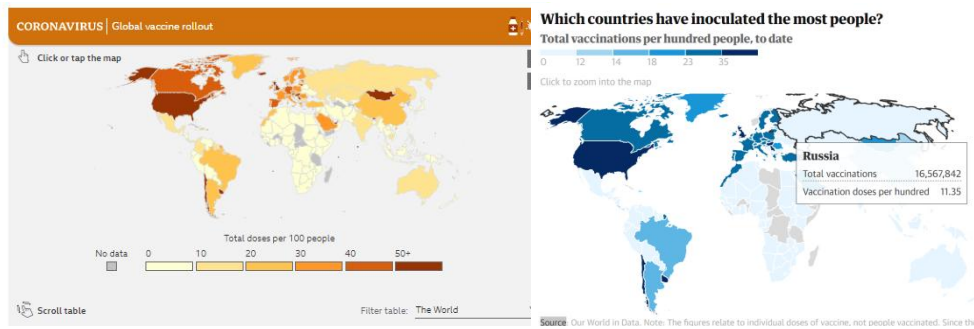 CORONAVIRUS Global vaccine rollout
Click or tap the map
Total doses per 100 people
No data 0 10 20 30 40 50+
Scroll table
Filter table: The World
Which countries have inoculated the most people?
Total vaccinations per hundred people, to date
0 12 14 18 23 35
Click to zoom into the map
Russia
Total vaccinations 16,567,842
Vaccination doses per hundred 11.35
Source Our World in Data. Note: The figures relate to individual doses of vaccine, not people vaccinated. Since the